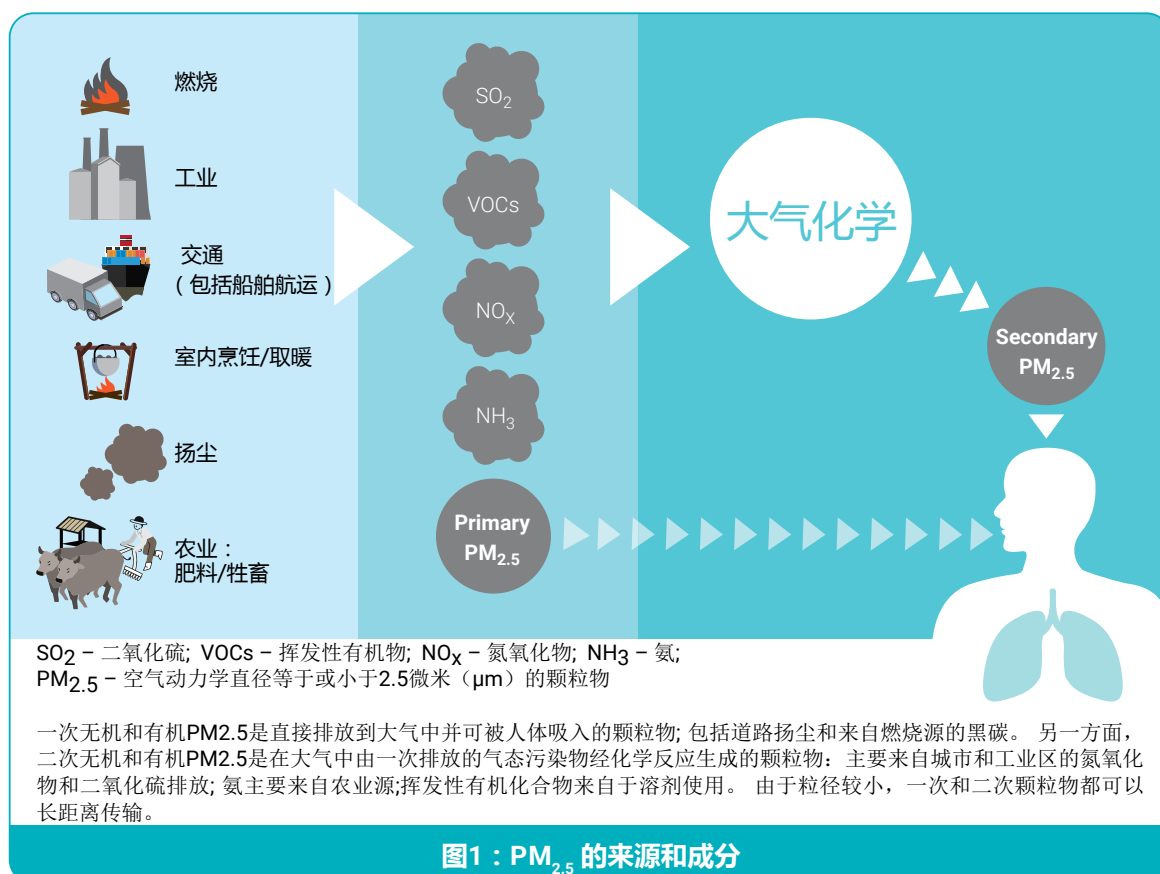 燃烧
工业
交通
（包括船舶航运）
室内烹饪/取暖
扬尘
农业：
肥料/牲畜
SO₂
VOCs
NOₓ
NH₃
Primary
PM₂.₅
大气化学
Secondary
PM₂.₅
SO₂ – 二氧化硫; VOCs – 挥发性有机物; NOₓ – 氮氧化物; NH₃ – 氨;
PM₂.₅ – 空气动力学直径等于或小于2.5微米（μm）的颗粒物
一次无机和有机PM2.5是直接排放到大气中并可被人体吸入的颗粒物; 包括道路扬尘和来自燃烧源的黑碳。 另一方面，
二次无机和有机PM2.5是在大气中由一次排放的气态污染物经化学反应生成的颗粒物：主要来自城市和工业区的氮氧化
物和二氧化硫排放; 氨主要来自农业源;挥发性有机化合物来自于溶剂使用。 由于粒径较小，一次和二次颗粒物都可以
长距离传输。
图1：PM₂.₅ 的来源和成分